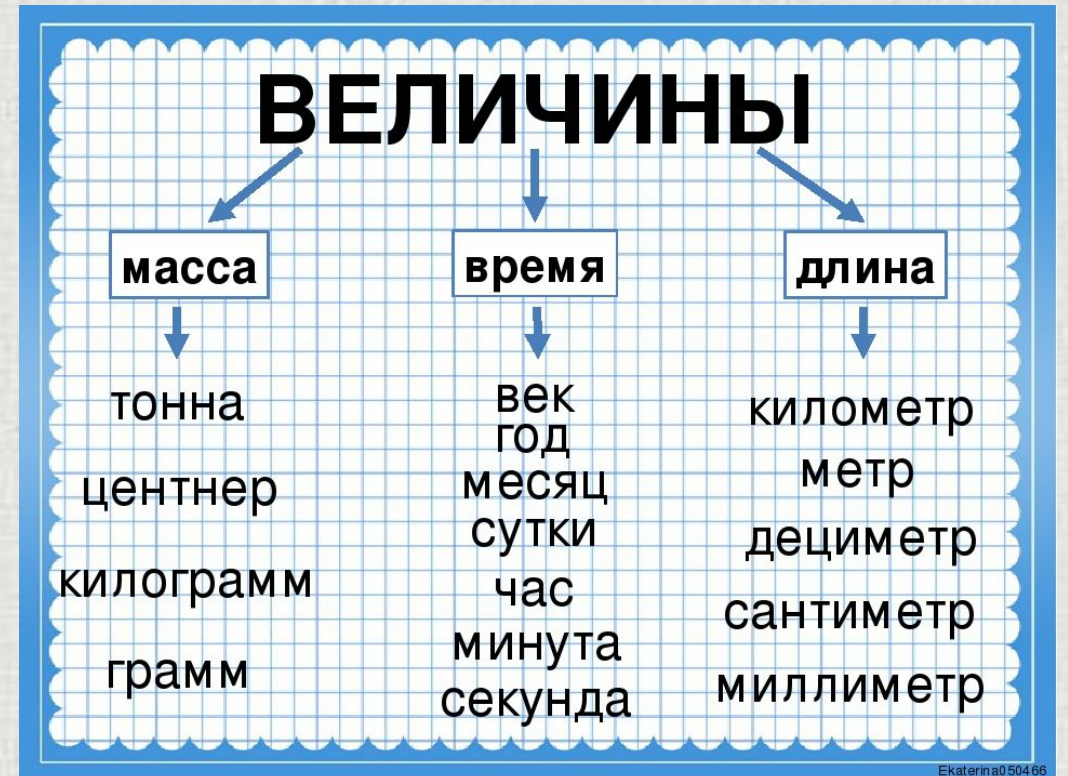 ВЕЛИЧИНЫ
масса
время
длина
тонна
центнер
килограмм
грамм
век
год
месяц
сутки
час
минута
секунда
километр
метр
дециметр
сантиметр
миллиметр
Ekaterina050466